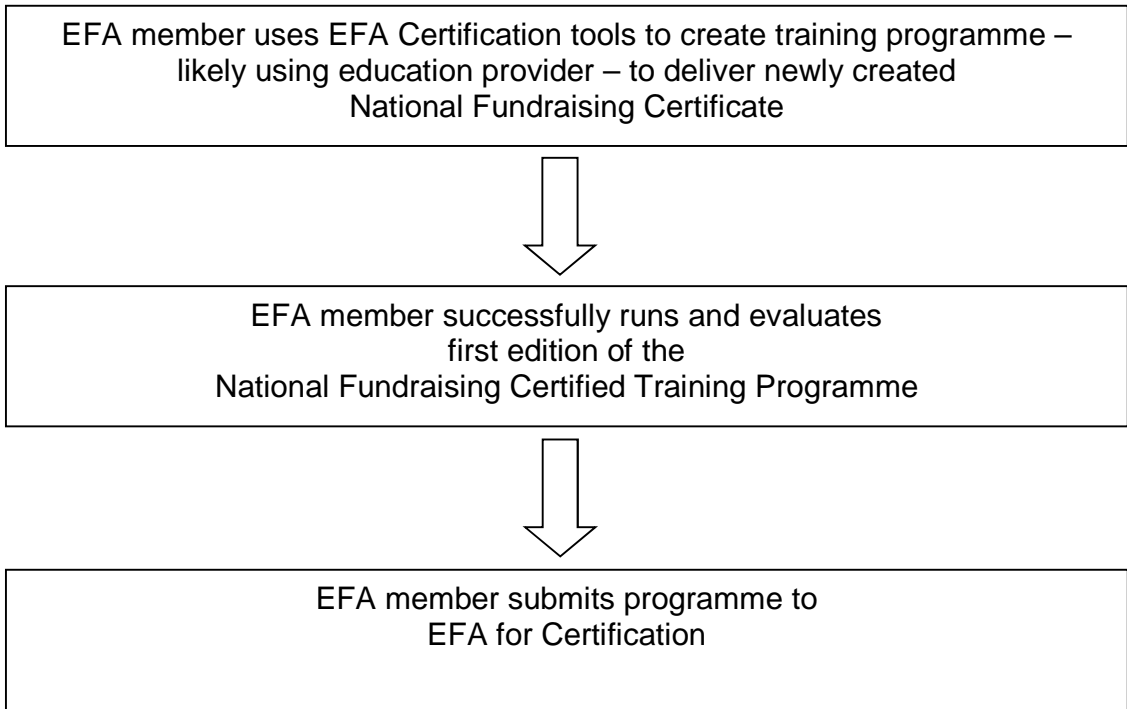 EFA member uses EFA Certification tools to create training programme –
likely using education provider – to deliver newly created
National Fundraising Certificate
EFA member successfully runs and evaluates
first edition of the
National Fundraising Certified Training Programme
EFA member submits programme to
EFA for Certification